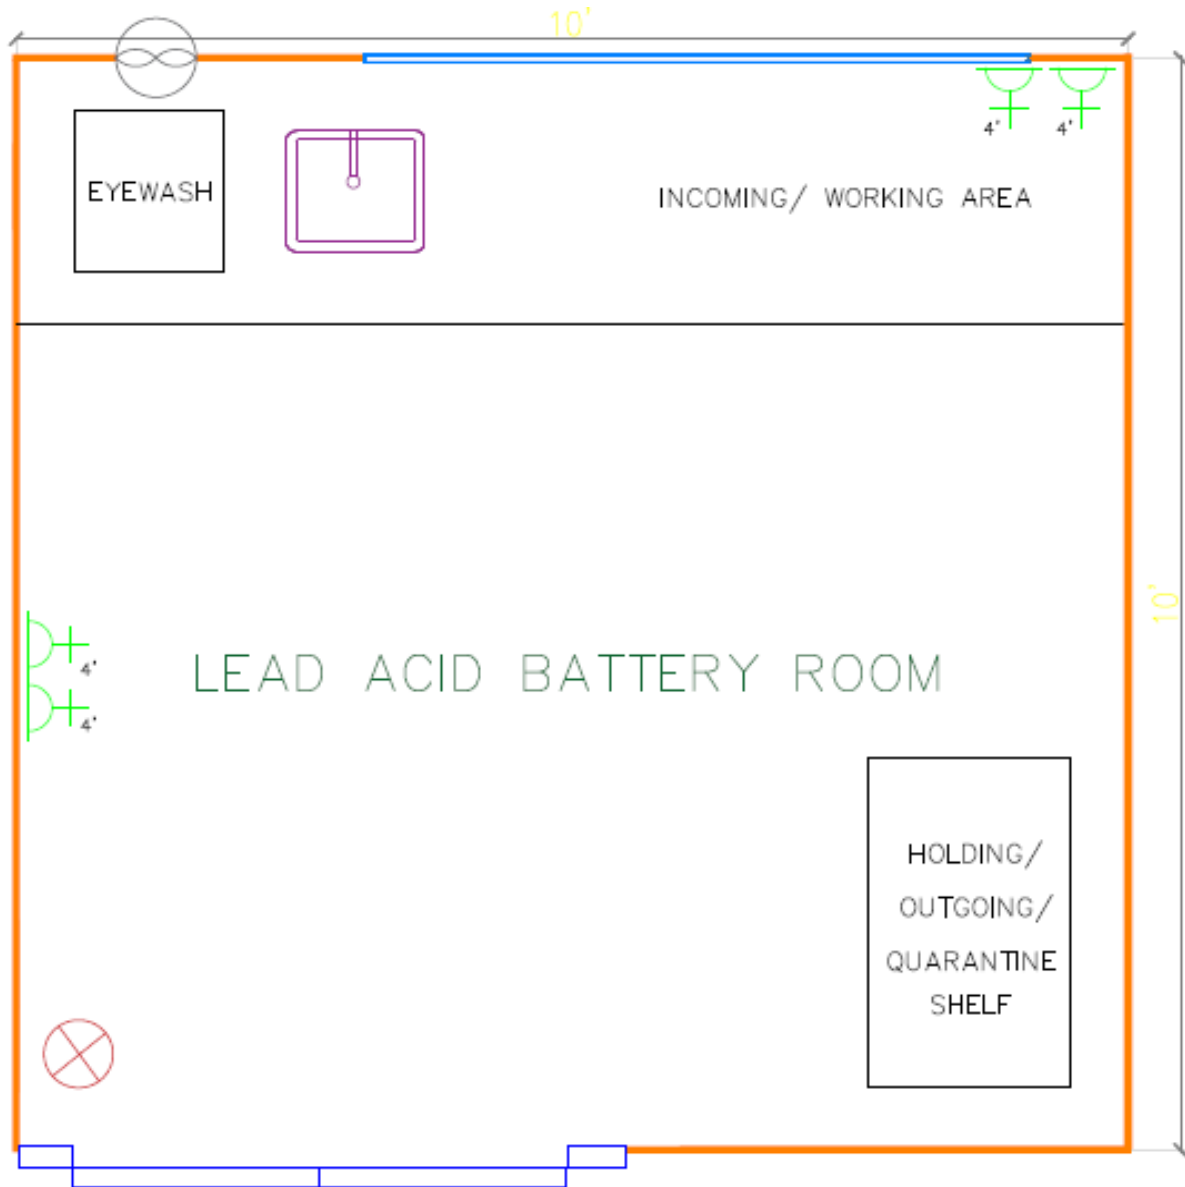 10'
4'
4'
EYEWASH
INCOMING/ WORKING AREA
10'
4'
4'
LEAD ACID BATTERY ROOM
HOLDING/
OUTGOING/
QUARANTINE
SHELF